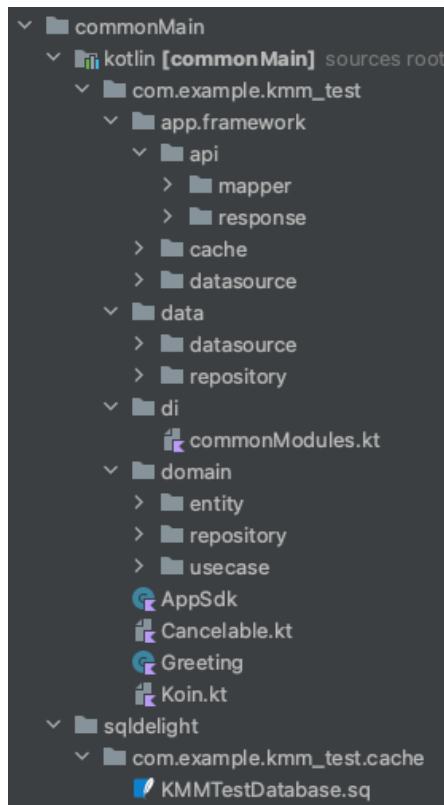 commonMain
kotlin [commonMain] sources root
com.example.kmm_test
app.framework
api
mapper
response
cache
datasource
data
datasource
repository
di
commonModules.kt
domain
entity
repository
usecase
AppSdk
Cancelable.kt
Greeting
Koin.kt
sqldelight
com.example.kmm_test.cache
KMMTestDatabase.sq